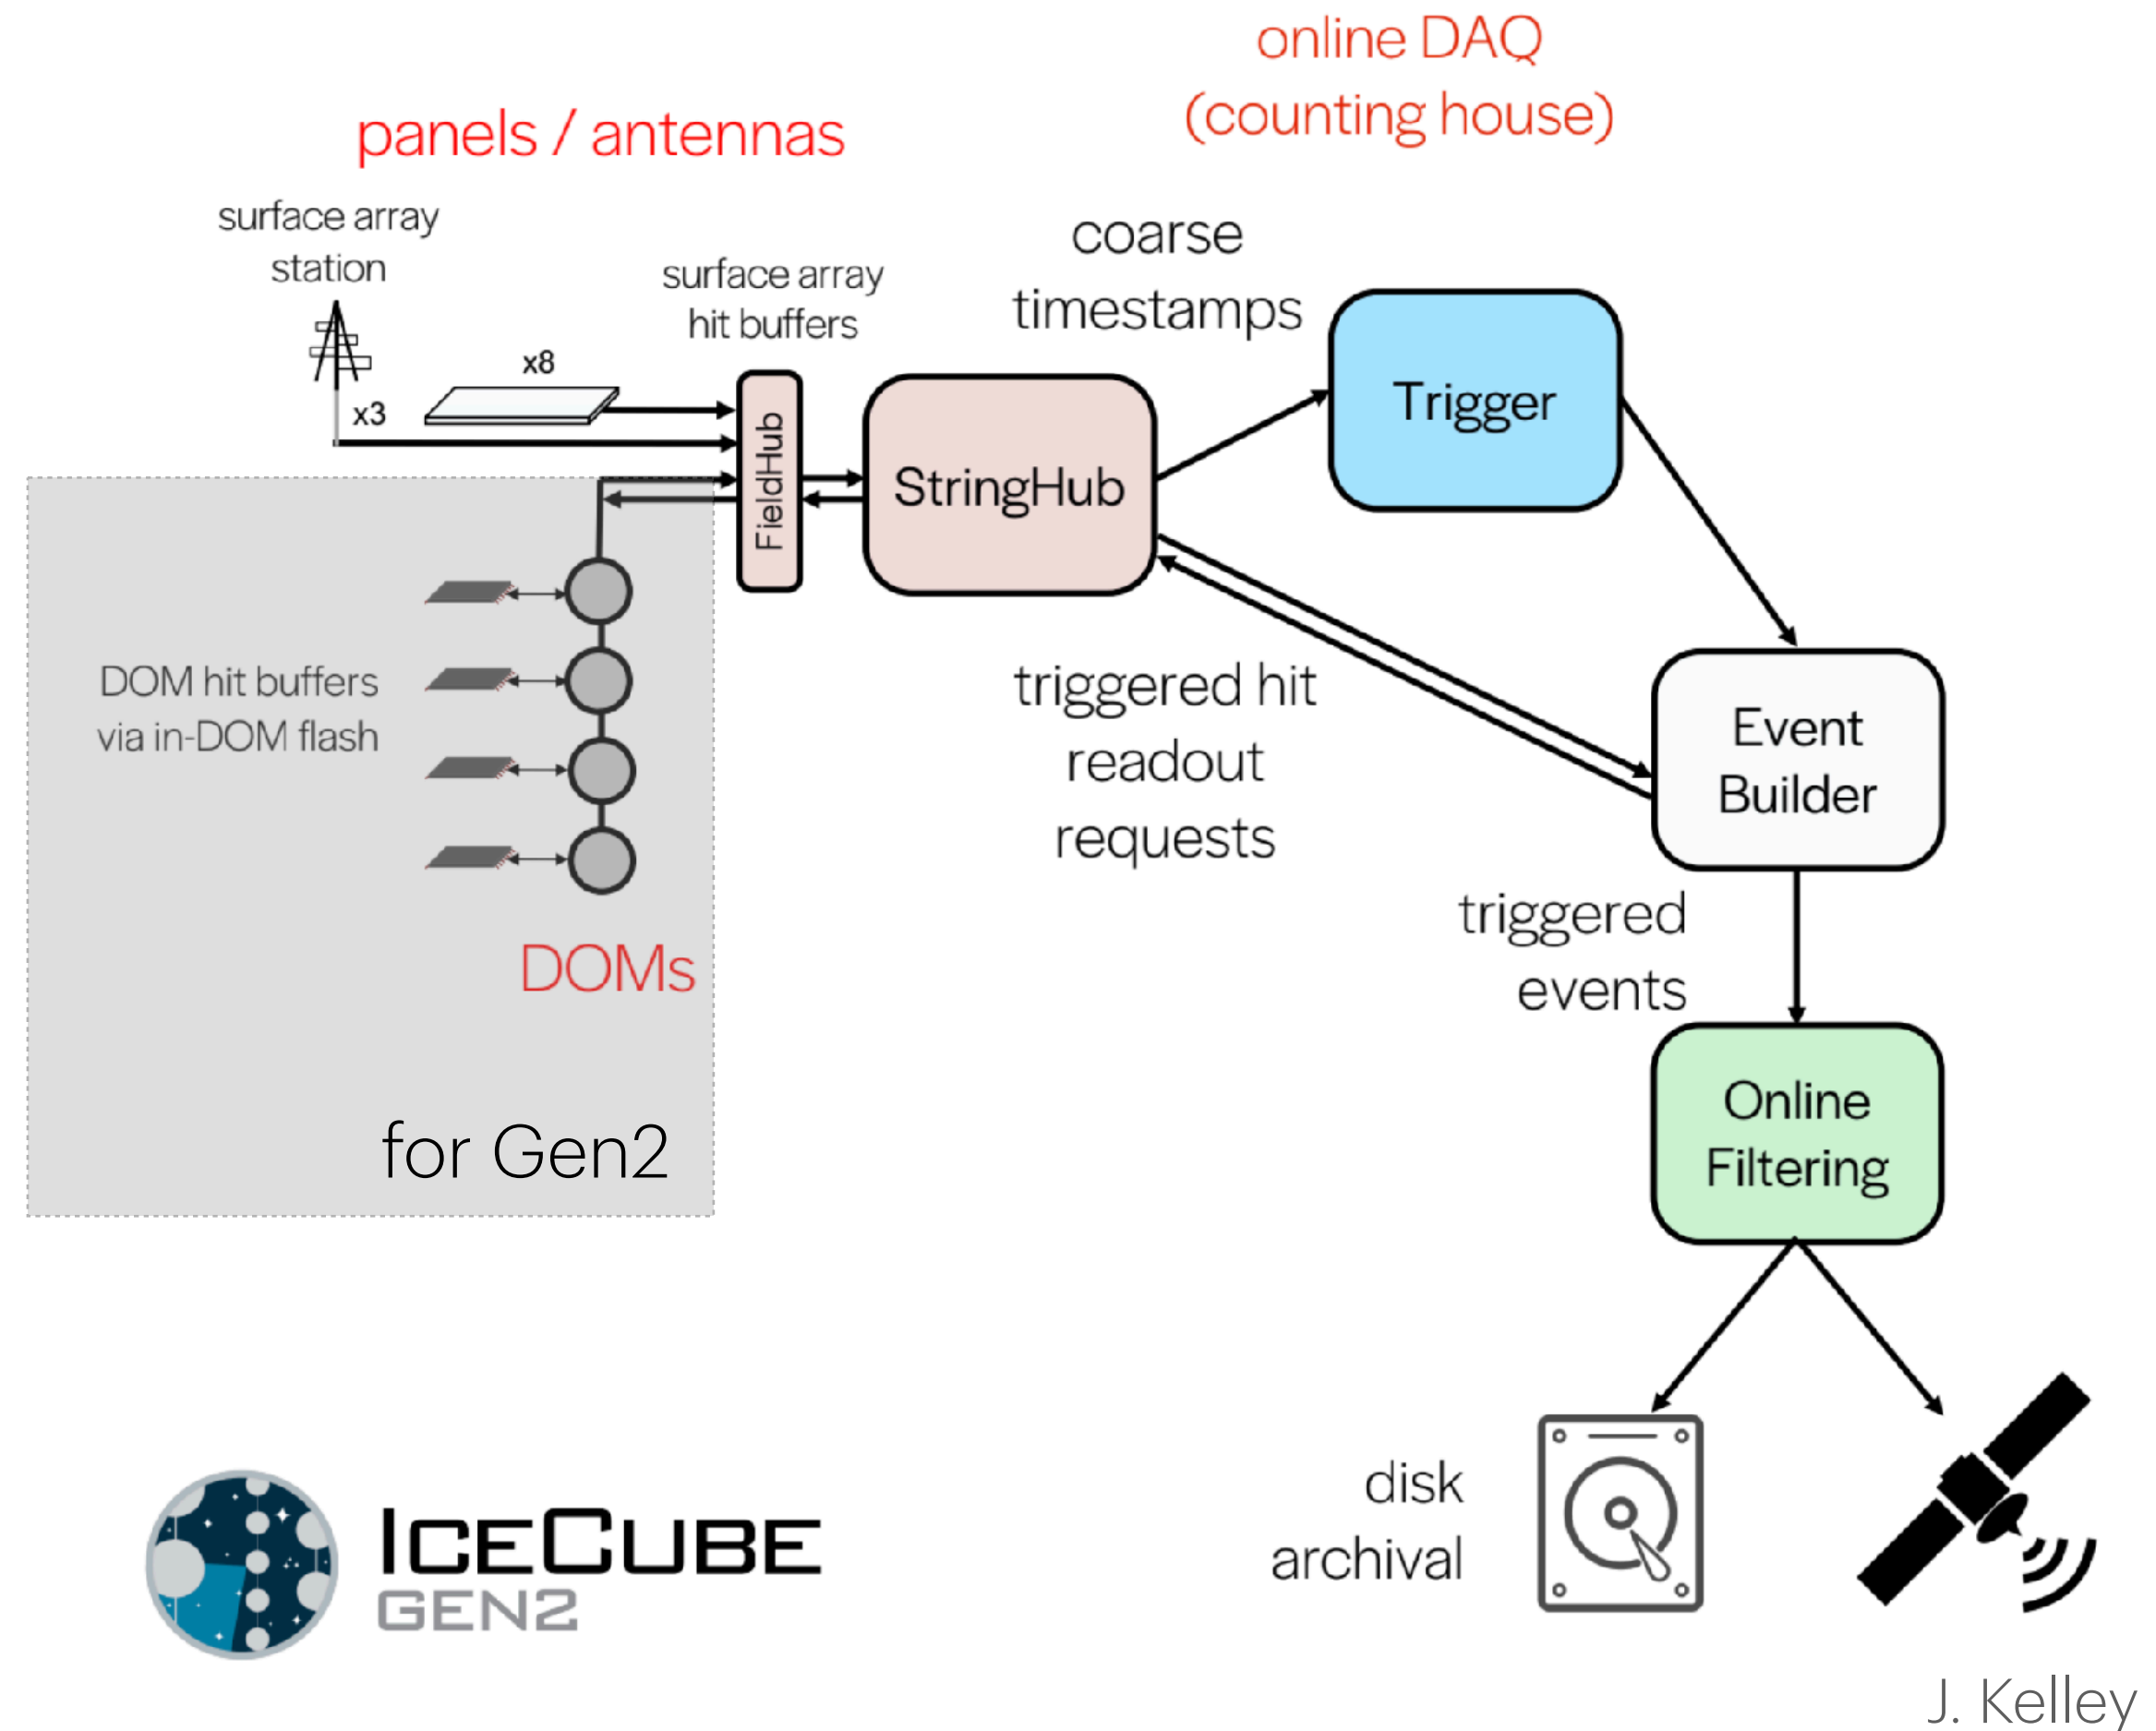 online DAQ
(counting house)
panels / antennas
surface array
station
surface array
hit buffers
x8
x3
coarse
timestamps
FieldHub
StringHub
Trigger
DOM hit buffers
via in-DOM flash
triggered hit
readout
requests
Event
Builder
DOMs
triggered
events
for Gen2
Online
Filtering
disk
archival
ICECUBE
GEN2
J. Kelley